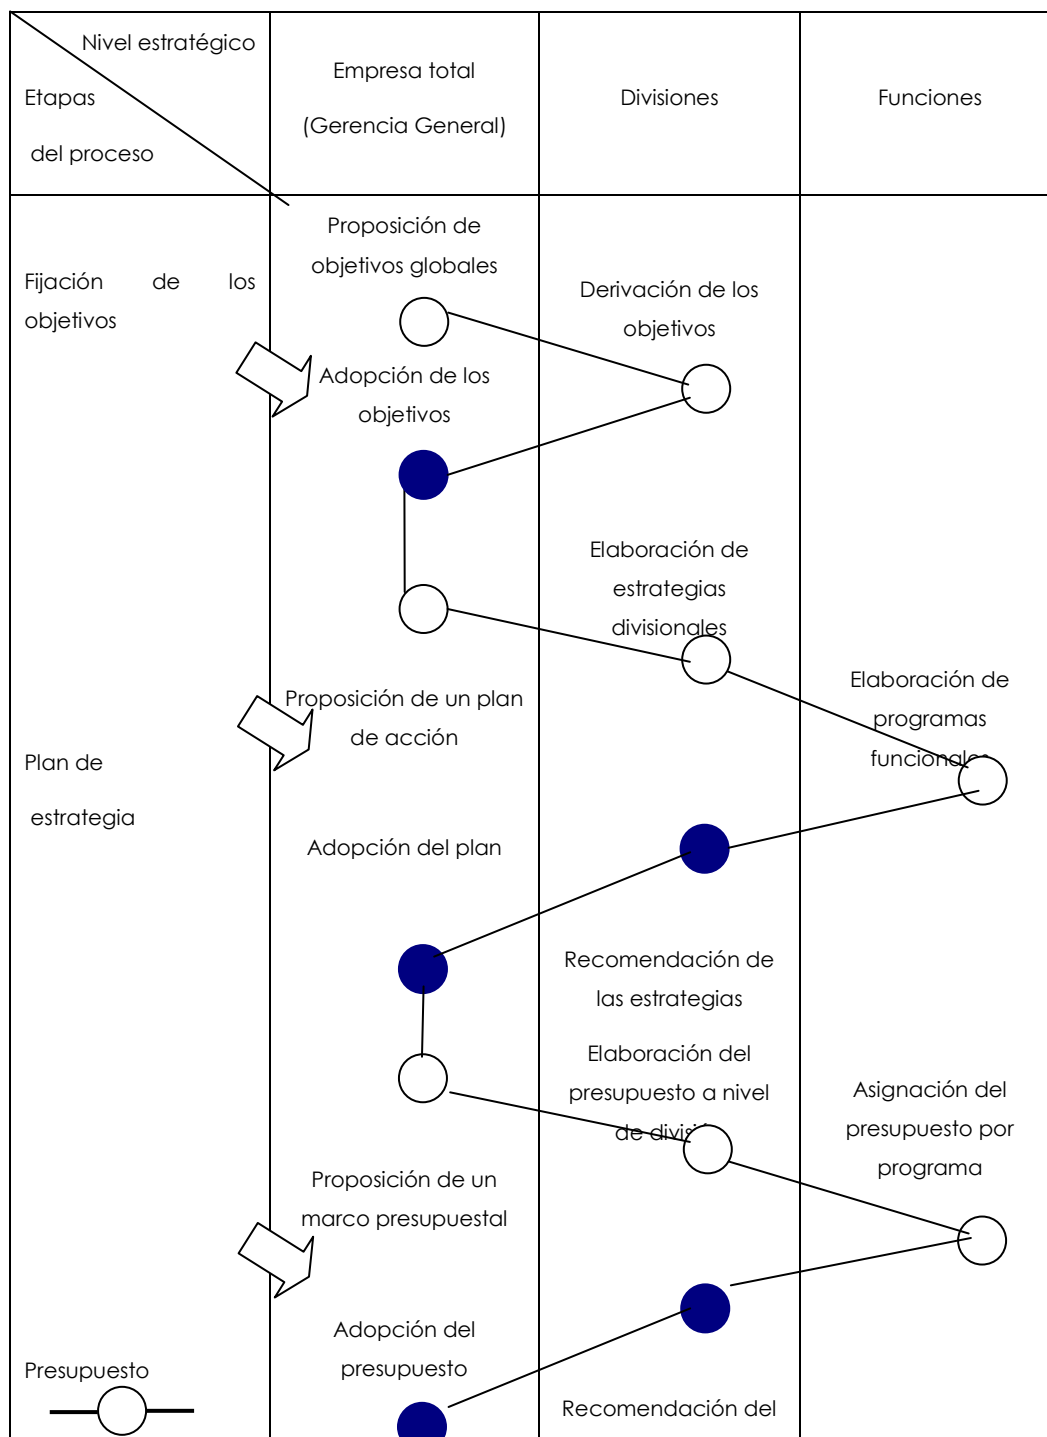 Nivel estratégico
Etapas
del proceso
Empresa total
(Gerencia General)
Divisiones
Funciones
Fijación de los
objetivos
Proposición de
objetivos globales
Derivación de los
objetivos
Adopción de los
objetivos
Elaboración de
estrategias
divisionales
Elaboración de
programas
funcionales
Proposición de un plan
de acción
Plan de
estrategia
Adopción del plan
Recomendación de
las estrategias
Elaboración del
presupuesto a nivel
de división
Asignación del
presupuesto por
programa
Proposición de un
marco presupuestal
Adopción del
presupuesto
Presupuesto
Recomendación del